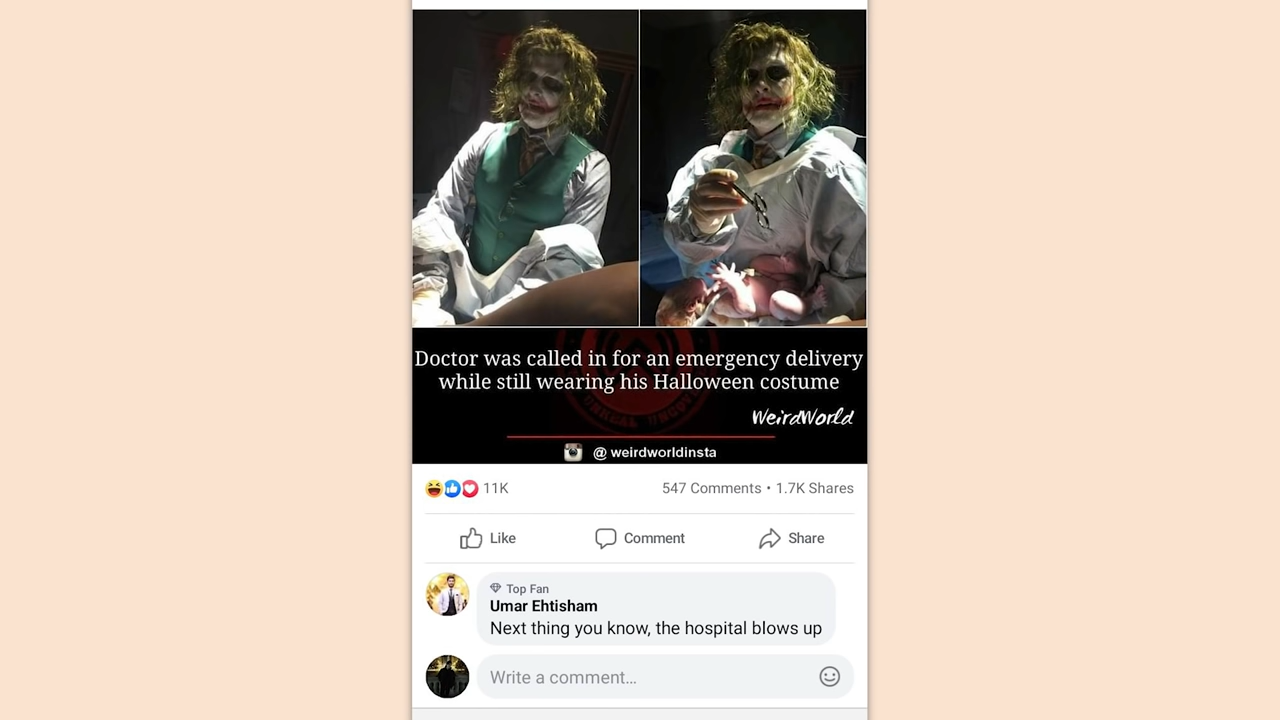 Doctor was called in for an emergency delivery
while still wearing his Halloween costume
WeirdWorld
@ weirdworldinsta
11K
547 Comments • 1.7K Shares
Like
Comment
Share
Top Fan
Umar Ehtisham
Next thing you know, the hospital blows up
Write a comment...